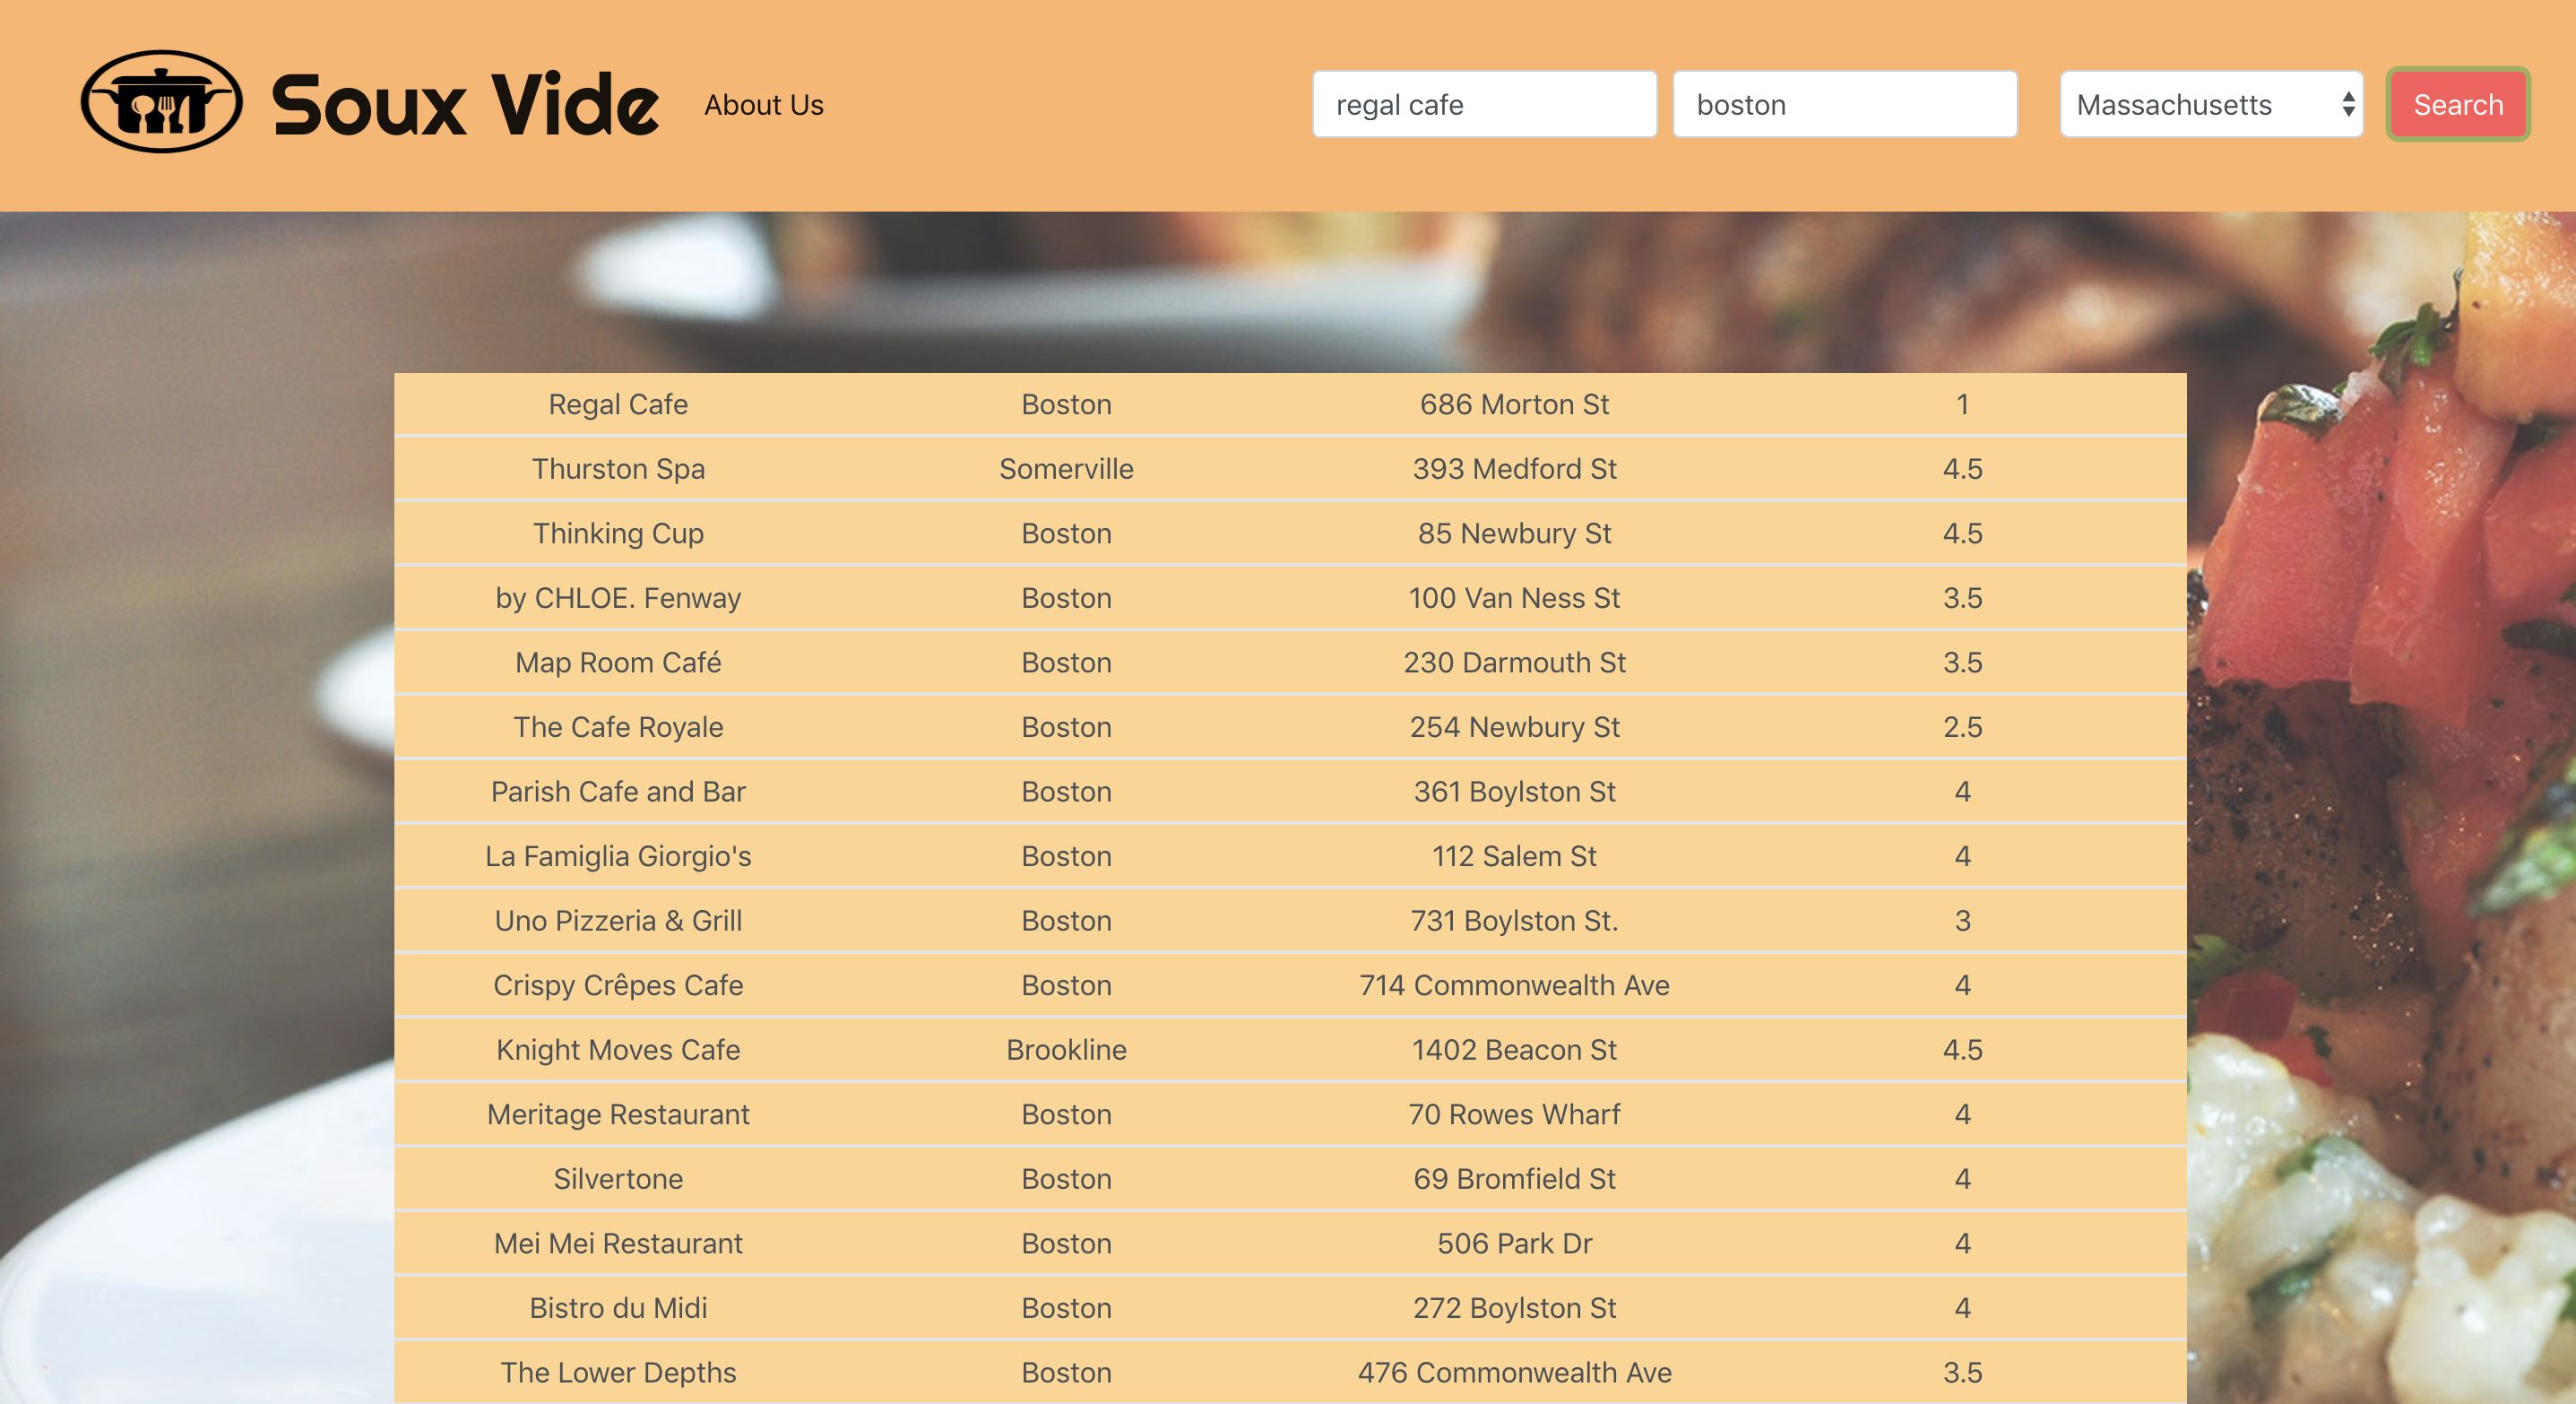 Soux Vide About Us regal cafe boston Massachusetts Search
Regal Cafe Boston 686 Morton St 1
Thurston Spa Somerville 393 Medford St 4.5
Thinking Cup Boston 85 Newbury St 4.5
by CHLOE. Fenway Boston 100 Van Ness St 3.5
Map Room Café Boston 230 Darmouth St 3.5
The Cafe Royale Boston 254 Newbury St 2.5
Parish Cafe and Bar Boston 361 Boylston St 4
La Famiglia Giorgio's Boston 112 Salem St 4
Uno Pizzeria & Grill Boston 731 Boylston St. 3
Crispy Crêpes Cafe Boston 714 Commonwealth Ave 4
Knight Moves Cafe Brookline 1402 Beacon St 4.5
Meritage Restaurant Boston 70 Rowes Wharf 4
Silvertone Boston 69 Bromfield St 4
Mei Mei Restaurant Boston 506 Park Dr 4
Bistro du Midi Boston 272 Boylston St 4
The Lower Depths Boston 476 Commonwealth Ave 3.5